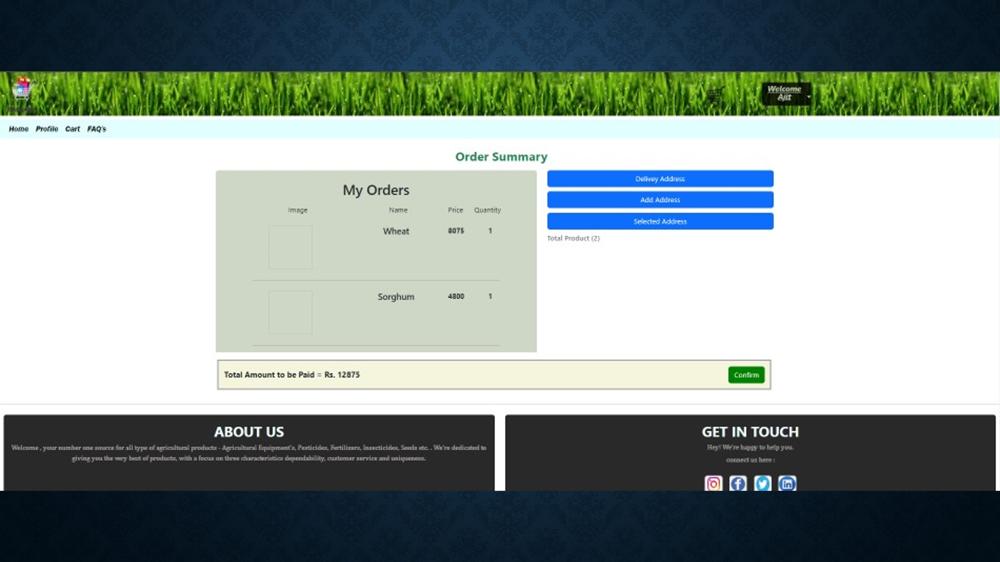 Welcome
Ajit
Home Profile Cart FAQ's
Order Summary
My Orders
Image Name Price Quantity
Wheat 8075 1
Sorghum 4800 1
Delivey Address
Add Address
Selected Address
Total Product (2)
Total Amount to be Paid = Rs. 12875
Confirm
ABOUT US
Welcome , your number one source for all type of agricultural products - Agricultural Equipment's, Pesticides, Fertilizers, Insecticides, Seeds etc. . We're dedicated to
giving you the very best of products, with a focus on three characteristics dependability, customer service and uniqueness.
GET IN TOUCH
Hey! We're happy to help you.
connect us here :